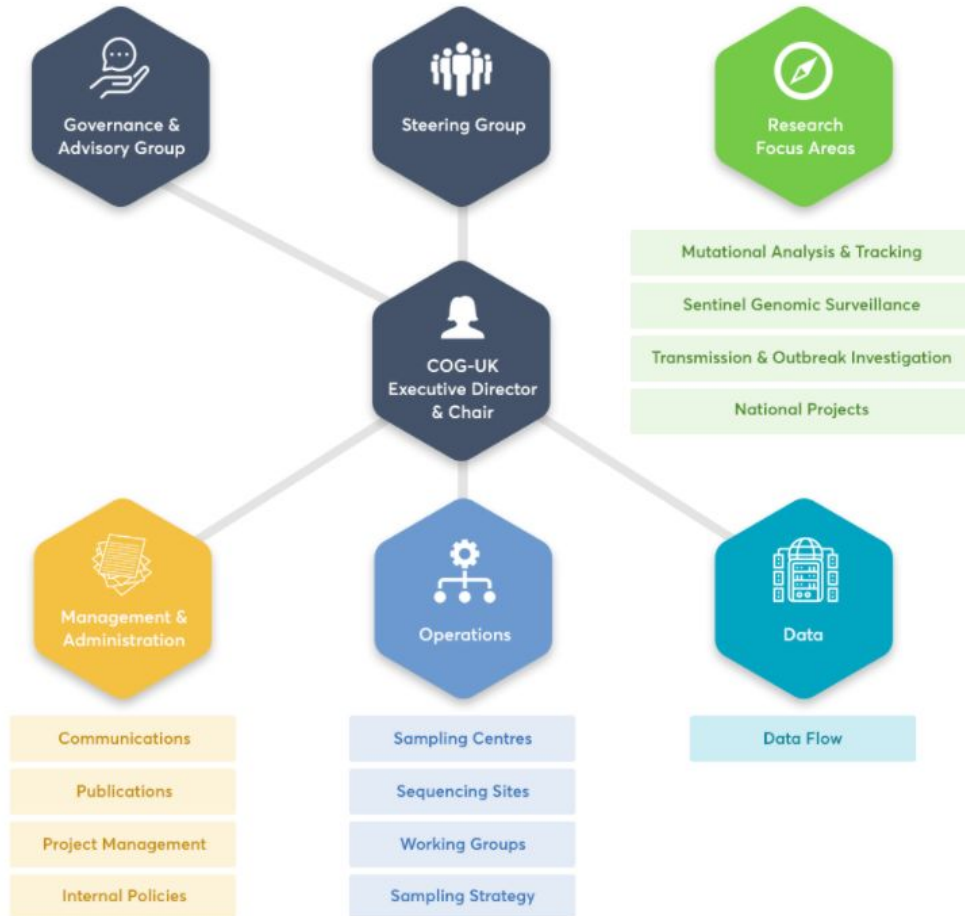 Governance &
Advisory Group
Steering Group
Research
Focus Areas
Mutational Analysis & Tracking
Sentinel Genomic Surveillance
Transmission & Outbreak Investigation
National Projects
COG-UK
Executive Director
& Chair
Management &
Administration
Operations
Data
Communications
Publications
Project Management
Internal Policies
Sampling Centres
Sequencing Sites
Working Groups
Sampling Strategy
Data Flow